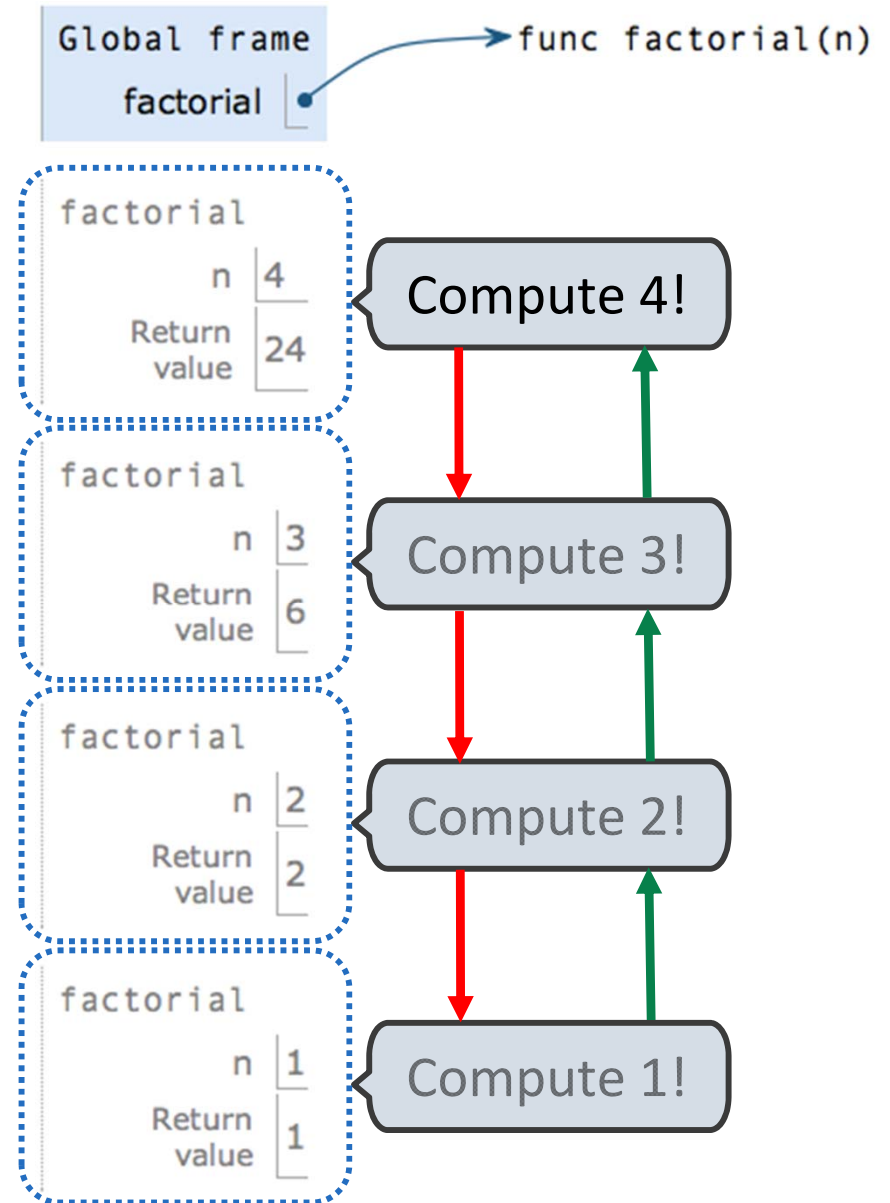 Global frame
factorial
func factorial(n)
factorial
n 4
Return
value 24
Compute 4!
factorial
n 3
Return
value 6
Compute 3!
factorial
n 2
Return
value 2
Compute 2!
factorial
n 1
Return
value 1
Compute 1!